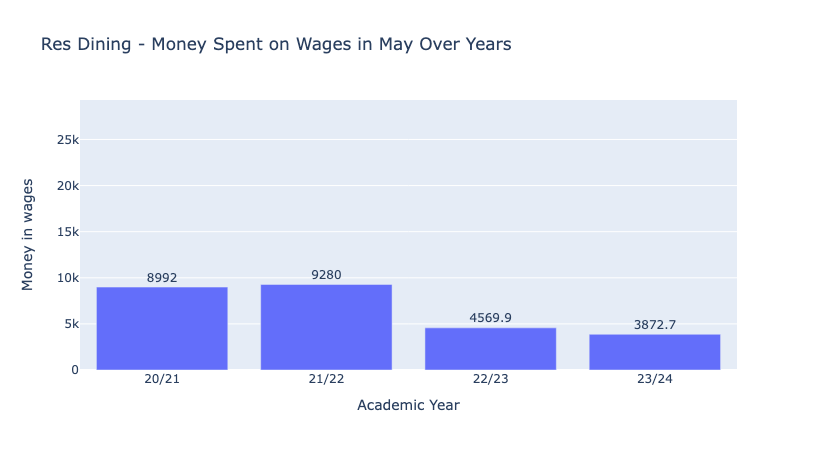 Res Dining - Money Spent on Wages in May Over Years
Money in wages
25k
20k
15k
10k
5k
0
8992
9280
4569.9
3872.7
20/21
21/22
22/23
23/24
Academic Year